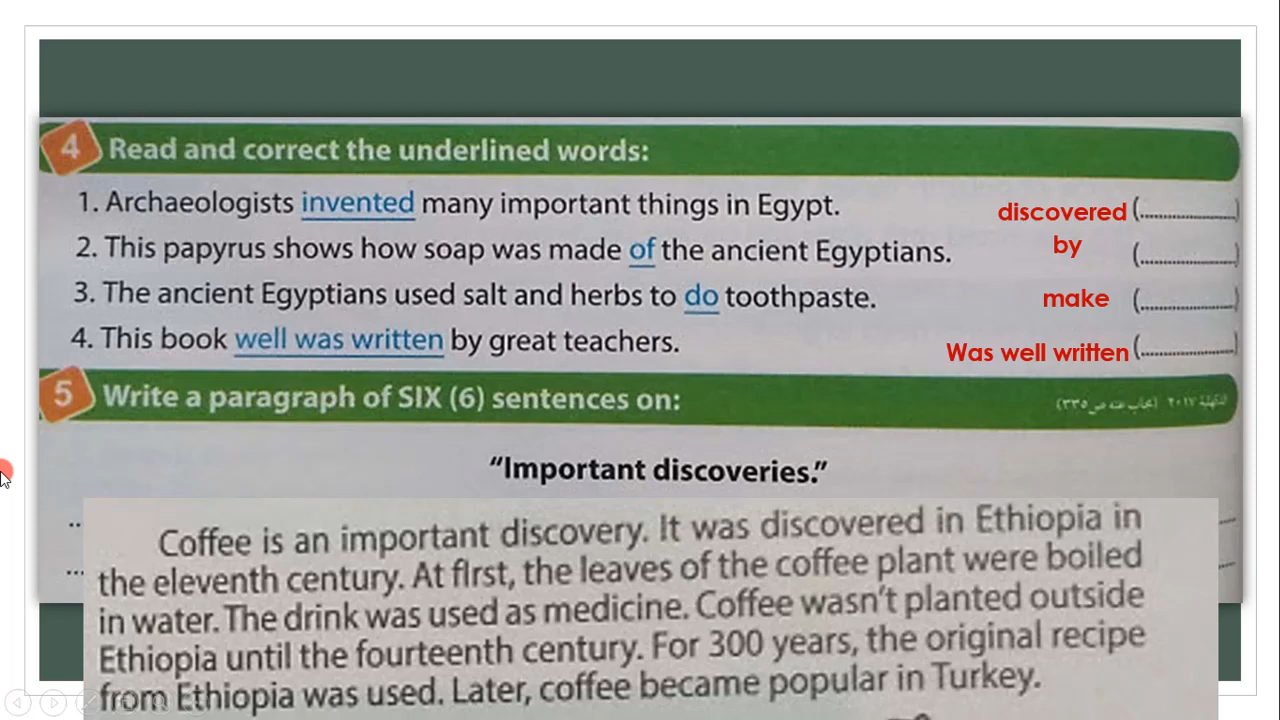 4 Read and correct the underlined words:
1. Archaeologists invented many important things in Egypt.
discovered (..............)
2. This papyrus shows how soap was made of the ancient Egyptians.
by (..............)
3. The ancient Egyptians used salt and herbs to do toothpaste.
make (..............)
4. This book well was written by great teachers.
Was well written (..............)
5 Write a paragraph of SIX (6) sentences on:
الدقهلية ٢٠١٧ (مجاب عنه ص ٣٣٥)
“Important discoveries.”
Coffee is an important discovery. It was discovered in Ethiopia in
the eleventh century. At first, the leaves of the coffee plant were boiled
in water. The drink was used as medicine. Coffee wasn’t planted outside
Ethiopia until the fourteenth century. For 300 years, the original recipe
from Ethiopia was used. Later, coffee became popular in Turkey.